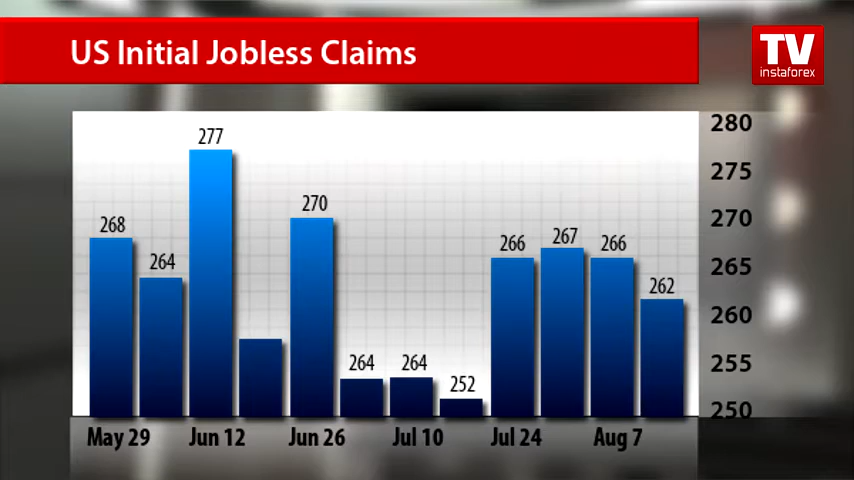 US Initial Jobless Claims
TV
instaforex
277
268
264
270
264
264
252
266
267
266
262
280
275
270
265
260
255
250
May 29
Jun 12
Jun 26
Jul 10
Jul 24
Aug 7